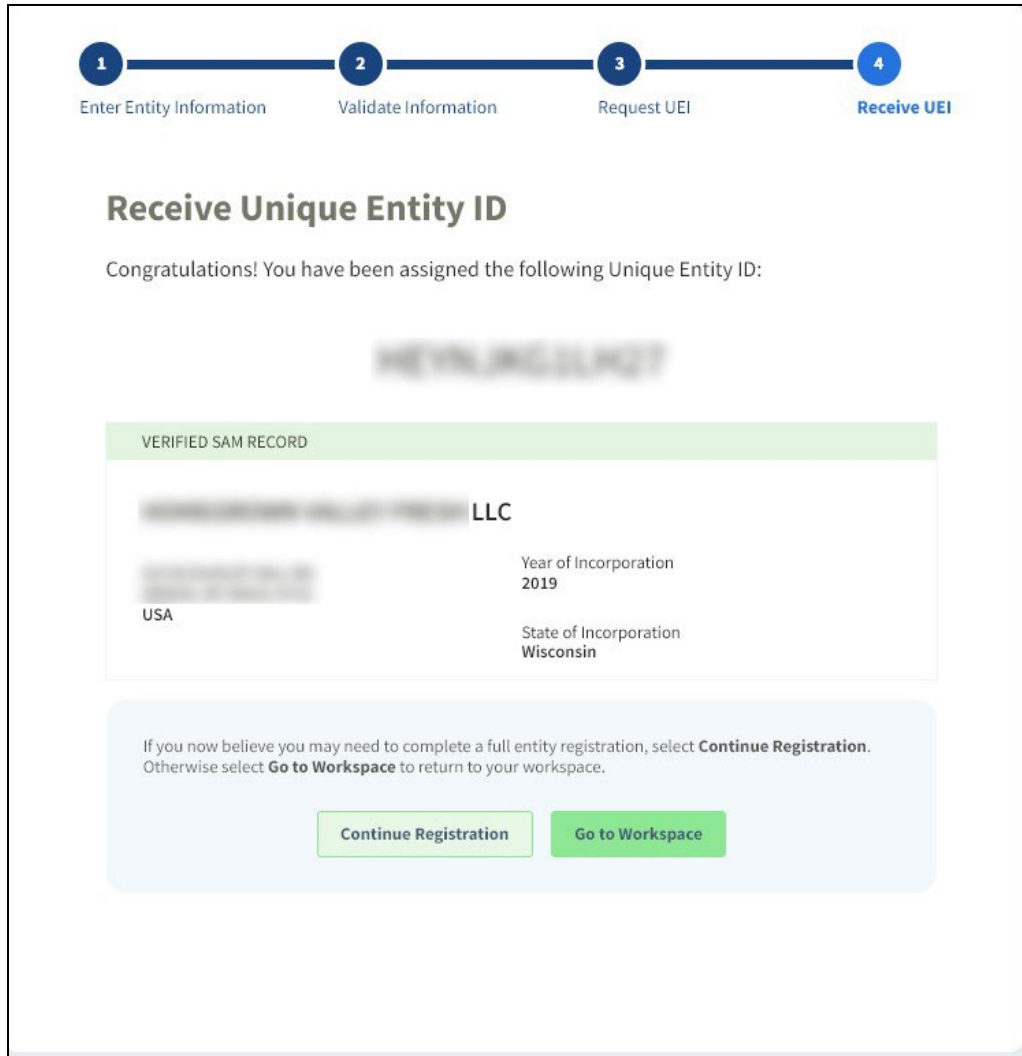 1 2 3 4
Enter Entity Information Validate Information Request UEI Receive UEI
Receive Unique Entity ID
Congratulations! You have been assigned the following Unique Entity ID:
VERIFIED SAM RECORD
LLC
Year of Incorporation
2019
USA
State of Incorporation
Wisconsin
If you now believe you may need to complete a full entity registration, select Continue Registration.
Otherwise select Go to Workspace to return to your workspace.
Continue Registration Go to Workspace